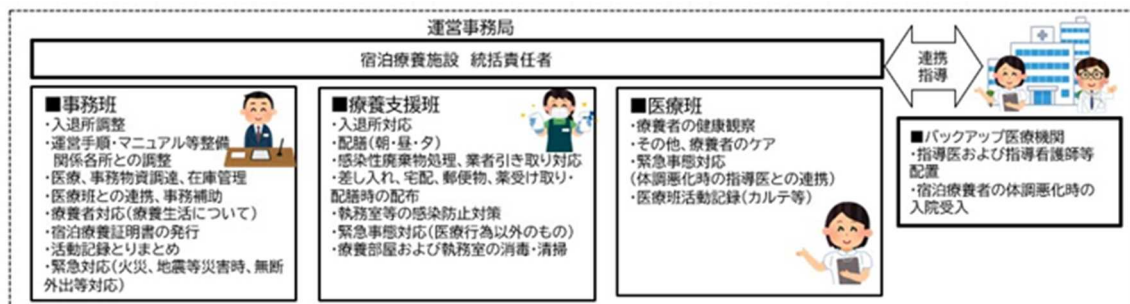 運営事務局
宿泊療養施設 統括責任者
連携
指導
■事務班
・入退所調整
・運営手順・マニュアル等整備
関係各所との調整
・医療、事務物資調達、在庫管理
・医療班との連携、事務補助
・療養者対応(療養生活について)
・宿泊療養証明書の発行
・活動記録とりまとめ
・緊急対応(火災、地震等災害時、無断
外出等対応)
■療養支援班
・入退所対応
・配膳(朝・昼・夕)
・感染性廃棄物処理、業者引き取り対応
・差し入れ、宅配、郵便物、薬受け取り・
配膳時の配布
・執務室等の感染防止対策
・緊急事態対応(医療行為以外のもの)
・療養部屋および執務室の消毒・清掃
■医療班
・療養者の健康観察
・その他、療養者のケア
・緊急事態対応
(体調悪化時の指導医との連携)
・医療班活動記録(カルテ等)
■バックアップ医療機関
・指導医および指導看護師等
配置
・宿泊療養者の体調悪化時の
入院受入